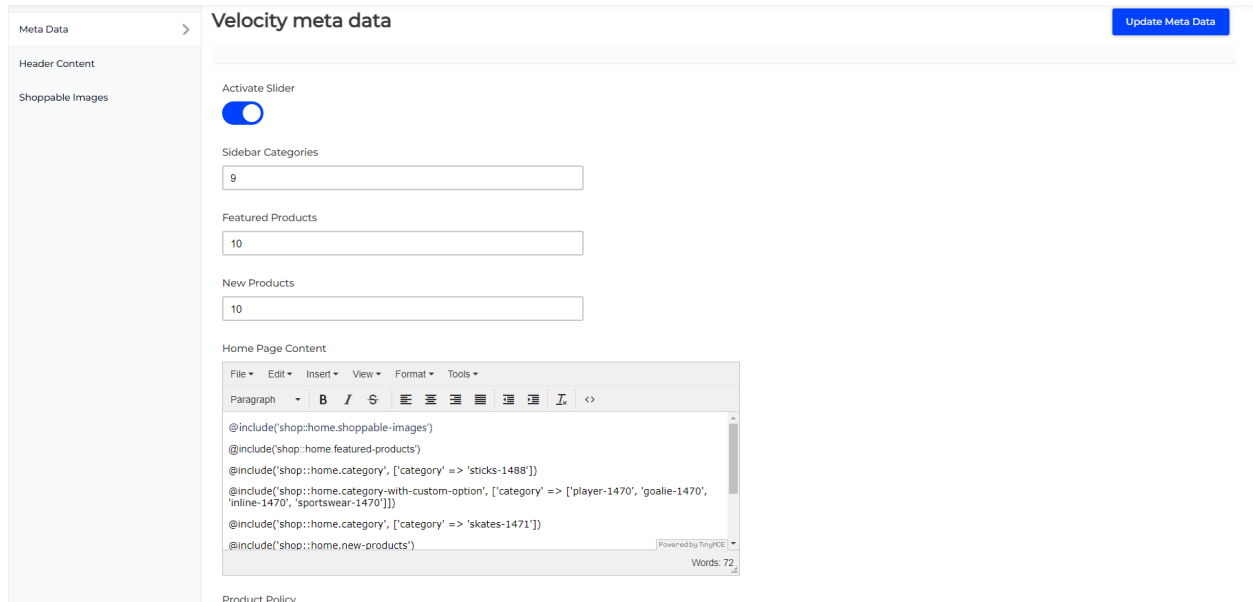 Meta Data
Header Content
Shoppable Images
Velocity meta data
Update Meta Data
Activate Slider
Sidebar Categories
9
Featured Products
10
New Products
10
Home Page Content
File Edit Insert View Format Tools
Paragraph B I S
@include('shop::home.shoppable-images')
@include('shop::home.featured-products')
@include('shop::home.category', ['category' => 'sticks-1488'])
@include('shop::home.category-with-custom-option', ['category' => ['player-1470', 'goalie-1470',
'inline-1470', 'sportswear-1470']])
@include('shop::home.category', ['category' => 'skates-1471'])
@include('shop::home.new-products')
Powered by TinyMCE
Words: 72
Product Policy